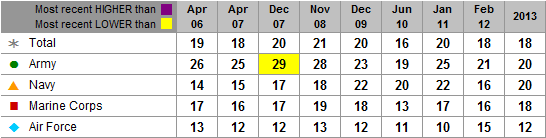 Most recent HIGHER than Apr Apr Dec Nov Dec Jun Jan Feb 2013
Most recent LOWER than 06 07 07 08 09 10 11 12
Total 19 18 20 21 20 16 20 18 18
Army 26 25 29 28 23 19 25 21 20
Navy 14 15 17 18 22 20 22 16 20
Marine Corps 17 16 17 19 18 13 17 16 18
Air Force 13 12 12 13 12 11 10 15 12